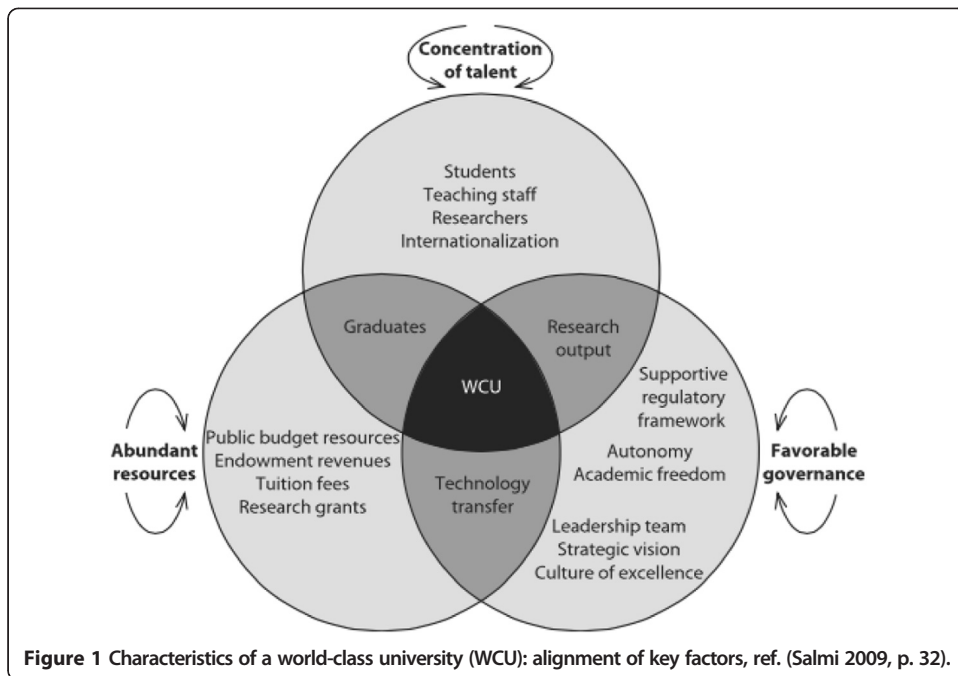 Concentration
of talent
Students
Teaching staff
Researchers
Internationalization
Graduates
Research
output
WCU
Supportive
regulatory
framework
Abundant
resources
Public budget resources
Endowment revenues
Tuition fees
Research grants
Technology
transfer
Autonomy
Academic freedom
Favorable
governance
Leadership team
Strategic vision
Culture of excellence
Figure 1 Characteristics of a world-class university (WCU): alignment of key factors, ref. (Salmi 2009, p. 32).